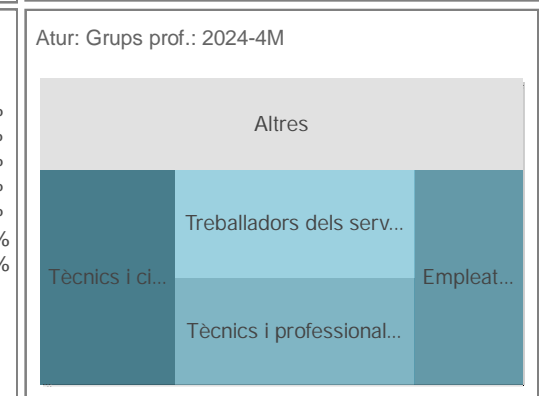 Atur: Grups prof.: 2024-4M
Altres
Treballadors dels serv...
Tècnics i ci...
Empleat...
Tècnics i professional...
%
%